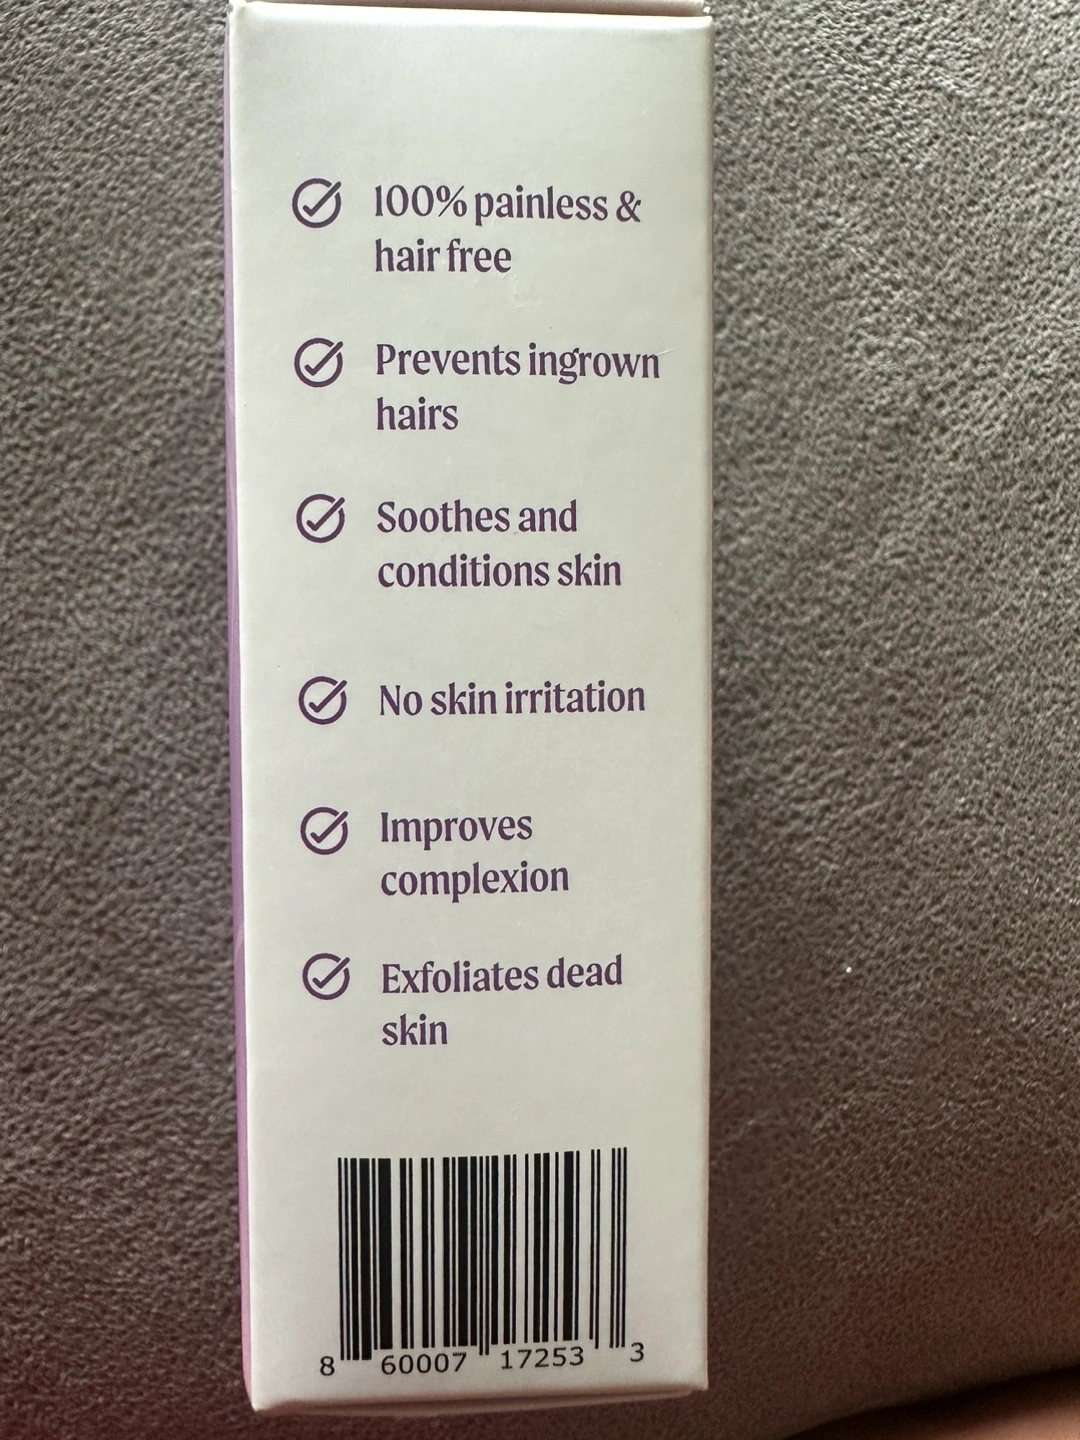 100% painless &
hair free
Prevents ingrown
hairs
Soothes and
conditions skin
No skin irritation
Improves
complexion
Exfoliates dead
skin
8 60007 17253 3